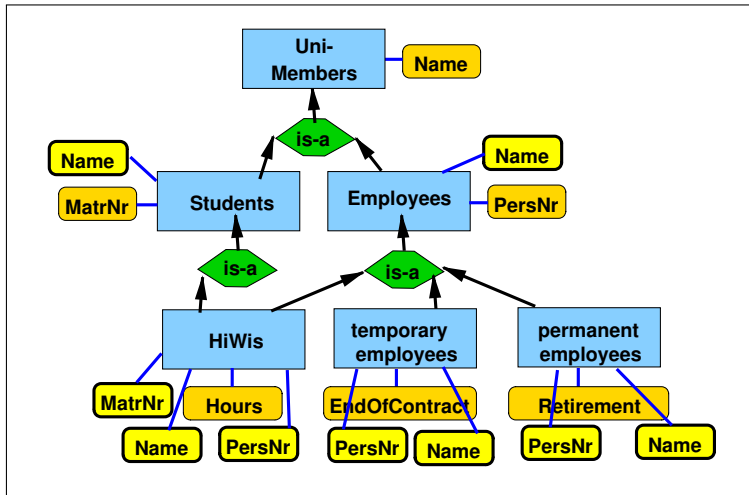 Uni-
Members
Name
is-a
Name
Name
MatrNr
Students
Employees
PersNr
is-a
is-a
HiWis
temporary
employees
permanent
employees
MatrNr
Hours
EndOfContract
Retirement
Name
PersNr
PersNr
Name
PersNr
Name